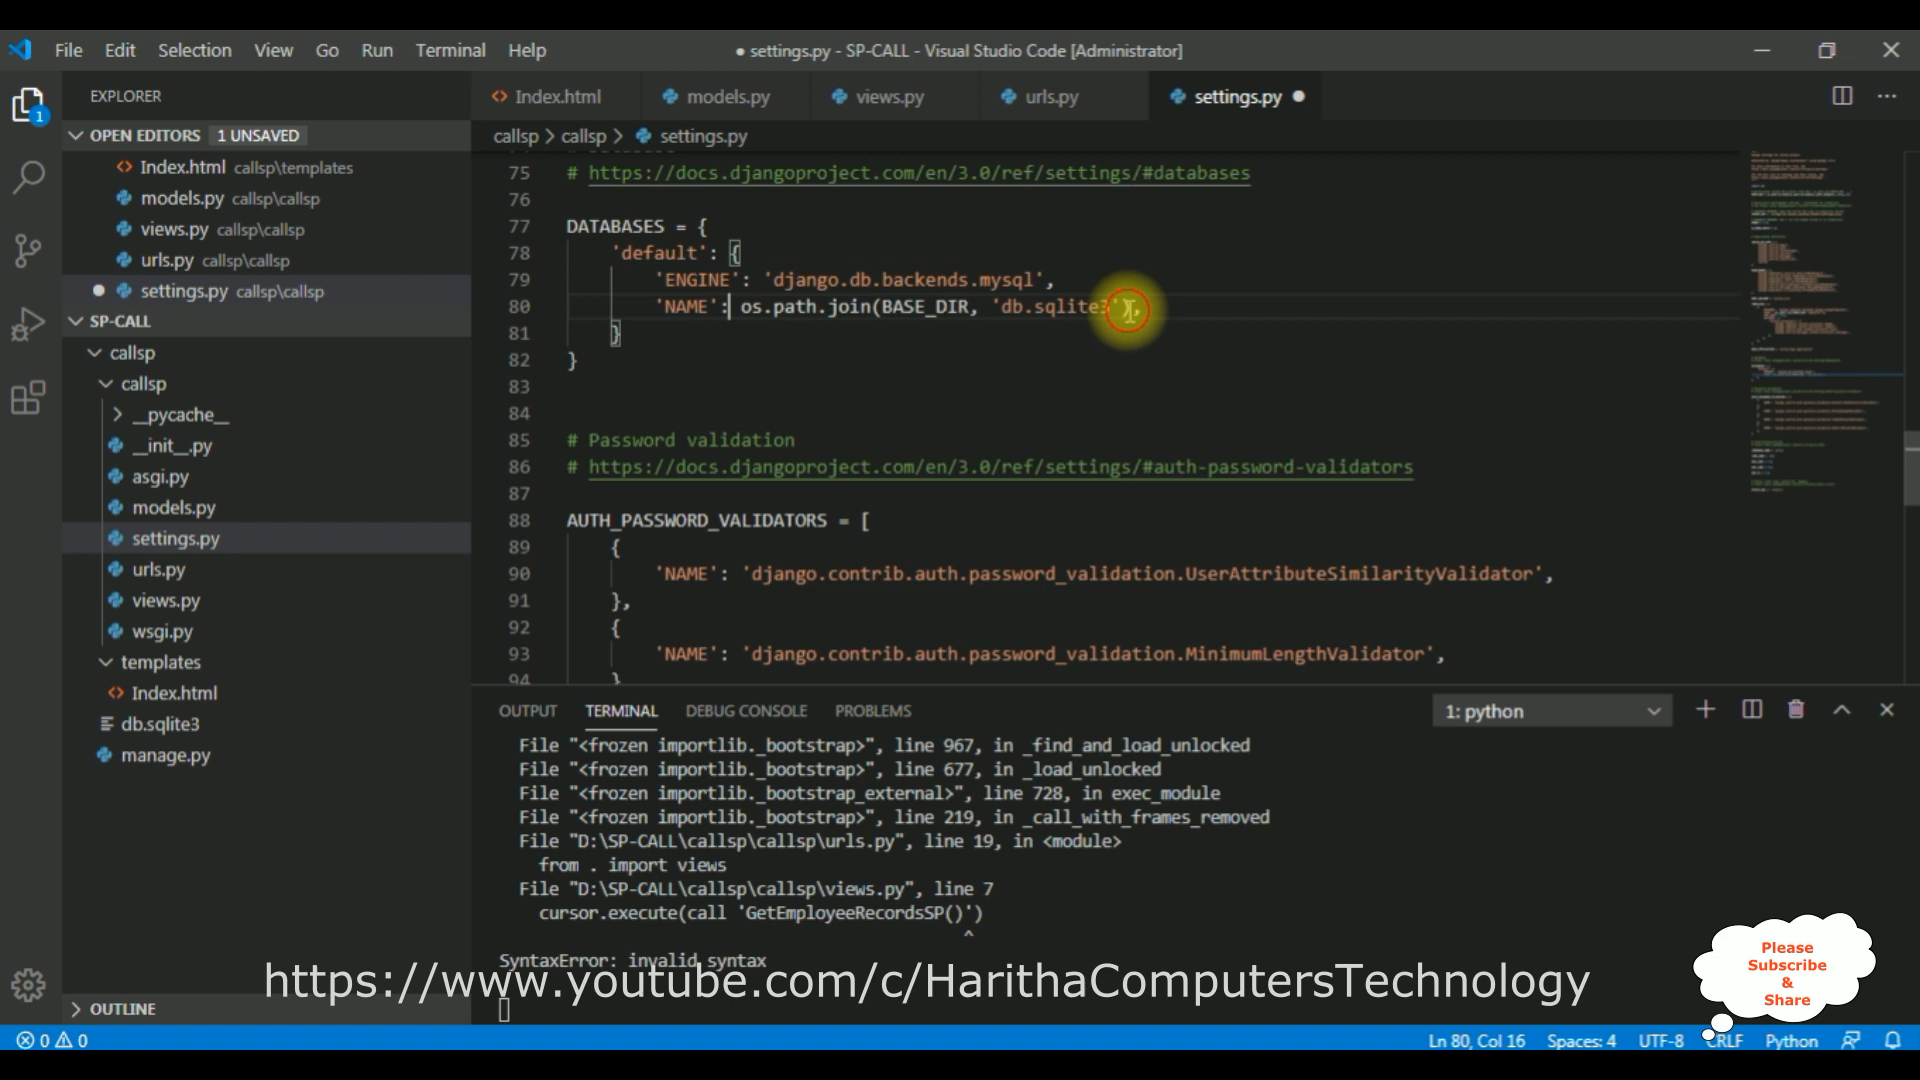 File Edit Selection View Go Run Terminal Help
● settings.py - SP-CALL - Visual Studio Code [Administrator]
EXPLORER
1
OPEN EDITORS 1 UNSAVED
Index.html callsp\templates
models.py callsp\callsp
views.py callsp\callsp
urls.py callsp\callsp
settings.py callsp\callsp
SP-CALL
callsp
callsp
__pycache__
__init__.py
asgi.py
models.py
settings.py
urls.py
views.py
wsgi.py
templates
Index.html
db.sqlite3
manage.py
OUTLINE
Index.html models.py views.py urls.py settings.py
callsp > callsp > settings.py
75 # https://docs.djangoproject.com/en/3.0/ref/settings/#databases
76
77 DATABASES = {
78 'default': {
79 'ENGINE': 'django.db.backends.mysql',
80 'NAME': os.path.join(BASE_DIR, 'db.sqlite3'),
81 }
82 }
83
84
85 # Password validation
86 # https://docs.djangoproject.com/en/3.0/ref/settings/#auth-password-validators
87
88 AUTH_PASSWORD_VALIDATORS = [
89 {
90 'NAME': 'django.contrib.auth.password_validation.UserAttributeSimilarityValidator',
91 },
92 {
93 'NAME': 'django.contrib.auth.password_validation.MinimumLengthValidator',
94 }
OUTPUT TERMINAL DEBUG CONSOLE PROBLEMS
1: python
File "<frozen importlib._bootstrap>", line 967, in _find_and_load_unlocked
File "<frozen importlib._bootstrap>", line 677, in _load_unlocked
File "<frozen importlib._bootstrap_external>", line 728, in exec_module
File "<frozen importlib._bootstrap>", line 219, in _call_with_frames_removed
File "D:\SP-CALL\callsp\callsp\urls.py", line 19, in <module>
from . import views
File "D:\SP-CALL\callsp\callsp\views.py", line 7
cursor.execute(call 'GetEmployeeRecordsSP()')
^
SyntaxError: invalid syntax
https://www.youtube.com/c/HarithaComputersTechnology
Please
Subscribe
&
Share
0 0
Ln 80, Col 16 Spaces: 4 UTF-8 CRLF Python